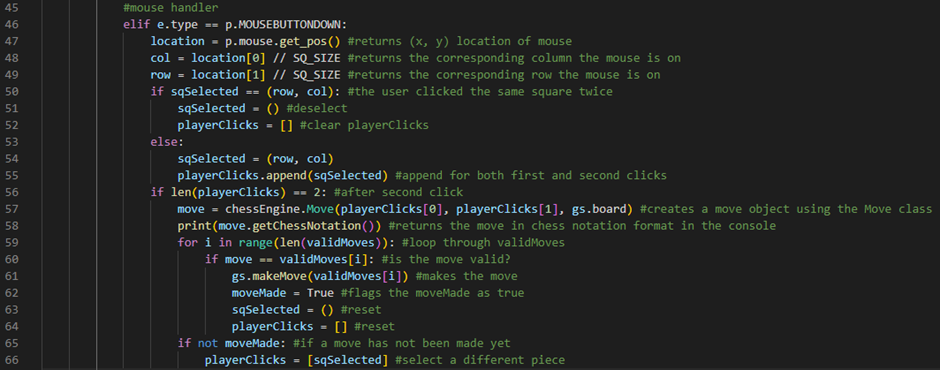 45 #mouse handler
46 elif e.type == p.MOUSEBUTTONDOWN:
47 location = p.mouse.get_pos() #returns (x, y) location of mouse
48 col = location[0] // SQ_SIZE #returns the corresponding column the mouse is on
49 row = location[1] // SQ_SIZE #returns the corresponding row the mouse is on
50 if sqSelected == (row, col): #the user clicked the same square twice
51 sqSelected = () #deselect
52 playerClicks = [] #clear playerClicks
53 else:
54 sqSelected = (row, col)
55 playerClicks.append(sqSelected) #append for both first and second clicks
56 if len(playerClicks) == 2: #after second click
57 move = chessEngine.Move(playerClicks[0], playerClicks[1], gs.board) #creates a move object using the Move class
58 print(move.getChessNotation()) #returns the move in chess notation format in the console
59 for i in range(len(validMoves)): #loop through validMoves
60 if move == validMoves[i]: #is the move valid?
61 gs.makeMove(validMoves[i]) #makes the move
62 moveMade = True #flags the moveMade as true
63 sqSelected = () #reset
64 playerClicks = [] #reset
65 if not moveMade: #if a move has not been made yet
66 playerClicks = [sqSelected] #select a different piece